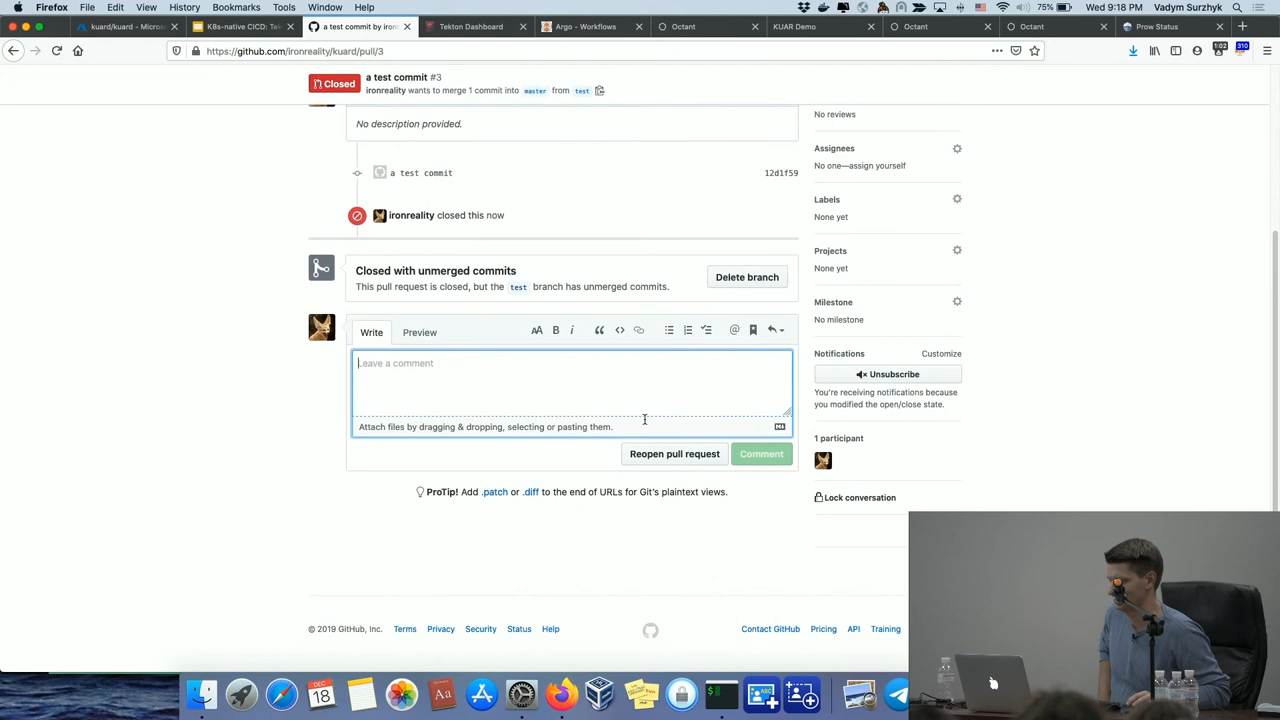 Firefox File Edit View History Bookmarks Tools Window Help
75% Wed 9:18 PM Vadym Surzhyk
kuard/kuard - Micros
K8s-native CICD: Tek
a test commit by iron
Tekton Dashboard
Argo - Workflows
Octant
KUAR Demo
Octant
Octant
Prow Status
https://github.com/ironreality/kuard/pull/3
1:02
310
Closed
a test commit #3
ironreality wants to merge 1 commit into master from test
No description provided.
a test commit 12d1f59
ironreality closed this now
Closed with unmerged commits
This pull request is closed, but the test branch has unmerged commits.
Delete branch
Write
Preview
Leave a comment
Attach files by dragging & dropping, selecting or pasting them.
Reopen pull request
Comment
ProTip! Add .patch or .diff to the end of URLs for Git's plaintext views.
No reviews
Assignees
No one—assign yourself
Labels
None yet
Projects
None yet
Milestone
No milestone
Notifications Customize
Unsubscribe
You're receiving notifications because
you modified the open/close state.
1 participant
Lock conversation
© 2019 GitHub, Inc. Terms Privacy Security Status Help
Contact GitHub Pricing API Training
DEC
18